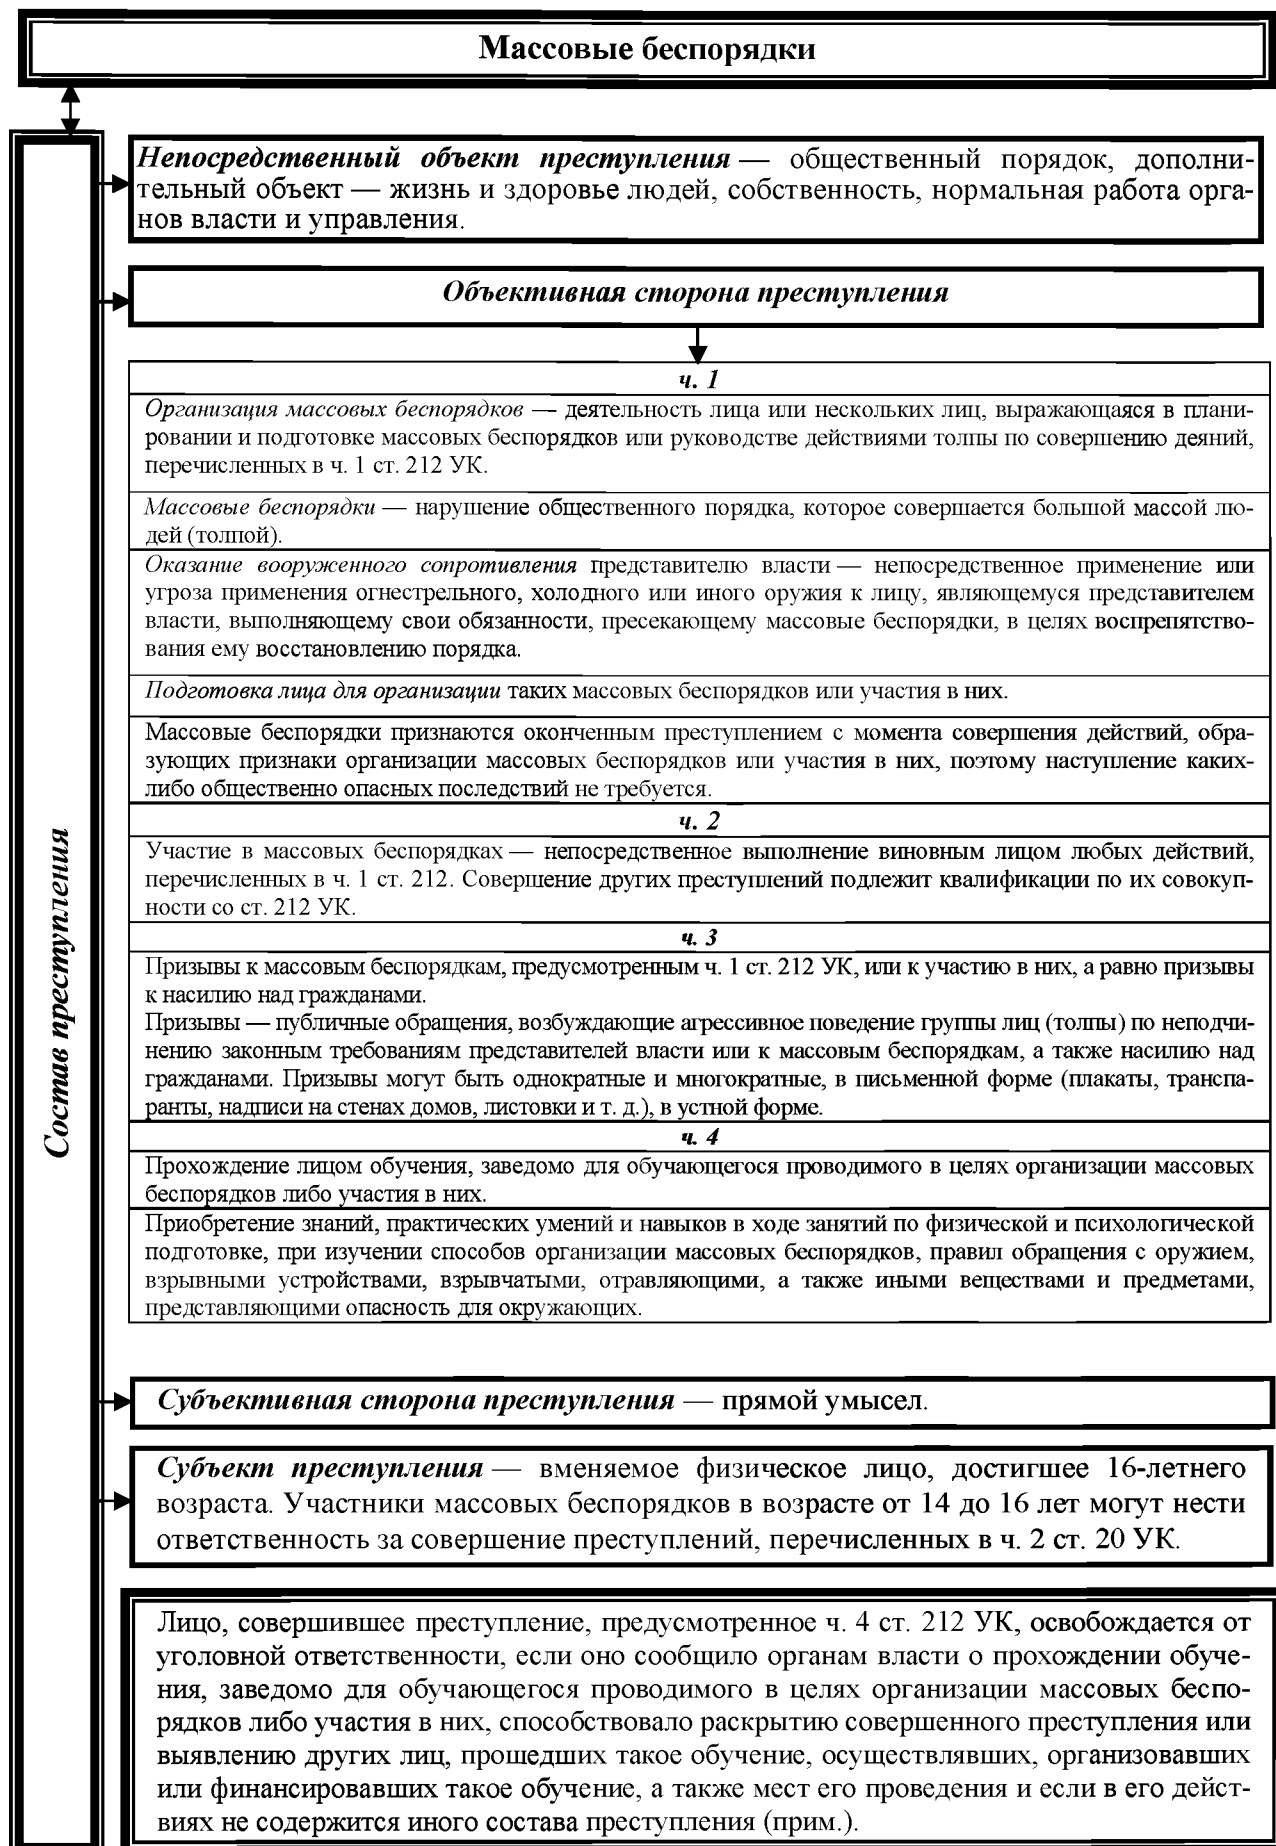 Массовые беспорядки
Непосредственный объект преступления — общественный порядок, дополни-
тельный объект — жизнь и здоровье людей, собственность, нормальная работа орга-
нов власти и управления.
Объективная сторона преступления
ч. 1
Организация массовых беспорядков — деятельность лица или нескольких лиц, выражающаяся в плани-
ровании и подготовке массовых беспорядков или руководстве действиями толпы по совершению деяний,
перечисленных в ч. 1 ст. 212 УК.
Массовые беспорядки — нарушение общественного порядка, которое совершается большой массой лю-
дей (толпой).
Оказание вооруженного сопротивления представителю власти — непосредственное применение или
угроза применения огнестрельного, холодного или иного оружия к лицу, являющемуся представителем
власти, выполняющему свои обязанности, пресекающему массовые беспорядки, в целях воспрепятство-
вания ему восстановлению порядка.
Подготовка лица для организации таких массовых беспорядков или участия в них.
Массовые беспорядки признаются оконченным преступлением с момента совершения действий, обра-
зующих признаки организации массовых беспорядков или участия в них, поэтому наступление каких-
либо общественно опасных последствий не требуется.
ч. 2
Участие в массовых беспорядках — непосредственное выполнение виновным лицом любых действий,
перечисленных в ч. 1 ст. 212. Совершение других преступлений подлежит квалификации по их совокуп-
ности со ст. 212 УК.
ч. 3
Призывы к массовым беспорядкам, предусмотренным ч. 1 ст. 212 УК, или к участию в них, а равно призывы
к насилию над гражданами.
Призывы — публичные обращения, возбуждающие агрессивное поведение группы лиц (толпы) по неподчи-
нению законным требованиям представителей власти или к массовым беспорядкам, а также насилию над
гражданами. Призывы могут быть однократные и многократные, в письменной форме (плакаты, транспа-
ранты, надписи на стенах домов, листовки и т. д.), в устной форме.
ч. 4
Прохождение лицом обучения, заведомо для обучающегося проводимого в целях организации массовых
беспорядков либо участия в них.
Приобретение знаний, практических умений и навыков в ходе занятий по физической и психологической
подготовке, при изучении способов организации массовых беспорядков, правил обращения с оружием,
взрывными устройствами, взрывчатыми, отравляющими, а также иными веществами и предметами,
представляющими опасность для окружающих.
Состав преступления
Субъективная сторона преступления — прямой умысел.
Субъект преступления — вменяемое физическое лицо, достигшее 16-летнего
возраста. Участники массовых беспорядков в возрасте от 14 до 16 лет могут нести
ответственность за совершение преступлений, перечисленных в ч. 2 ст. 20 УК.
Лицо, совершившее преступление, предусмотренное ч. 4 ст. 212 УК, освобождается от
уголовной ответственности, если оно сообщило органам власти о прохождении обуче-
ния, заведомо для обучающегося проводимого в целях организации массовых беспо-
рядков либо участия в них, способствовало раскрытию совершенного преступления или
выявлению других лиц, прошедших такое обучение, осуществлявших, организовавших
или финансировавших такое обучение, а также мест его проведения и если в его дейст-
виях не содержится иного состава преступления (прим.).